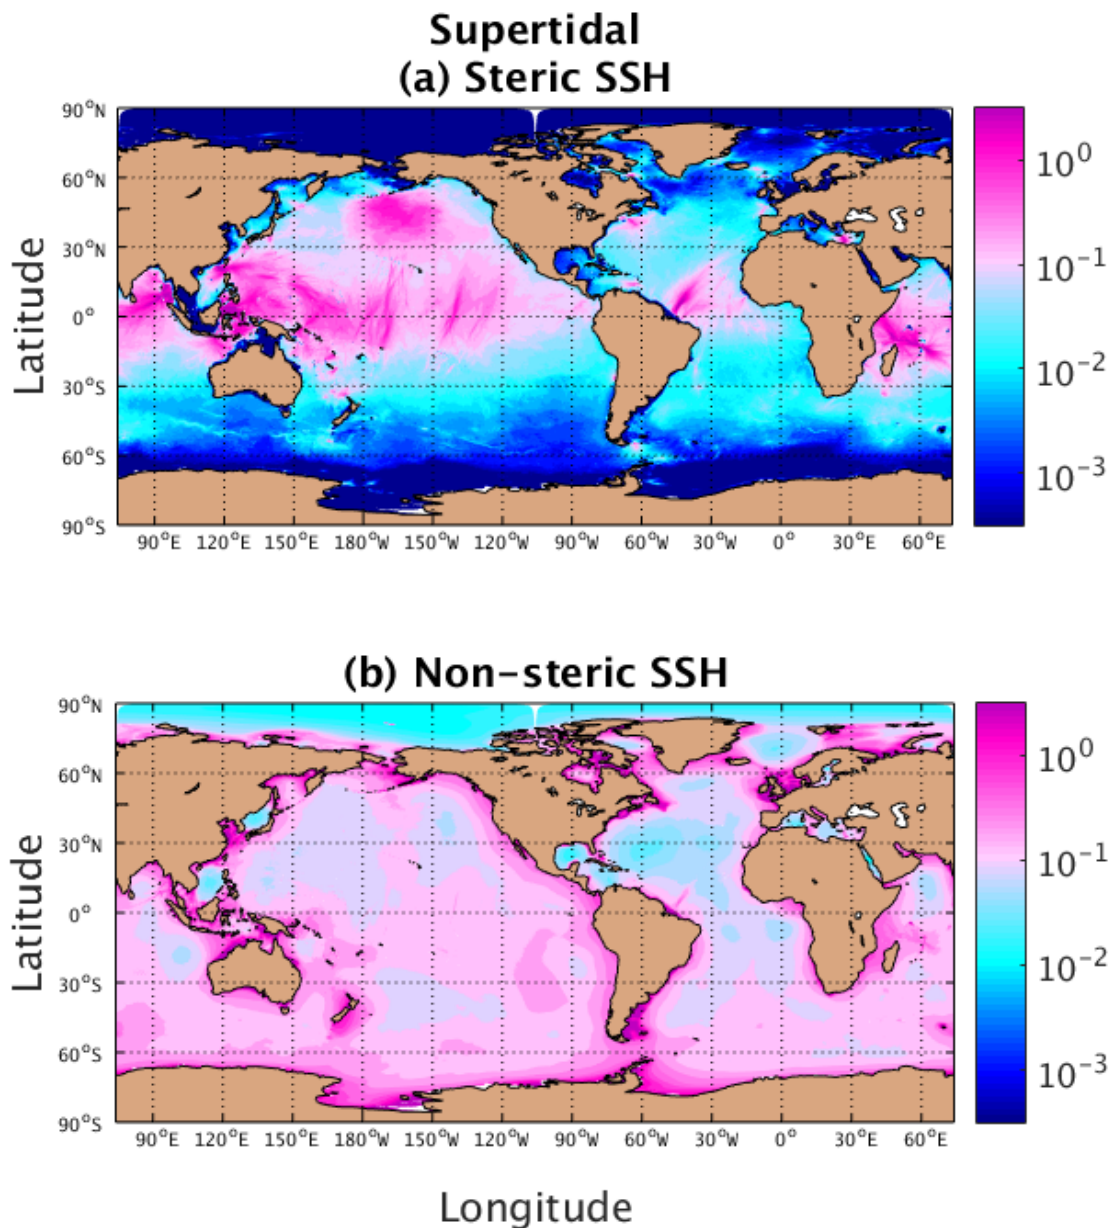 Supertidal
(a) Steric SSH
90°N
60°N
30°N
0°
30°S
60°S
90°S
Latitude
90°E 120°E 150°E 180°W 150°W 120°W 90°W 60°W 30°W 0° 30°E 60°E
10⁰
10⁻¹
10⁻²
10⁻³
(b) Non-steric SSH
90°N
60°N
30°N
0°
30°S
60°S
90°S
Latitude
90°E 120°E 150°E 180°W 150°W 120°W 90°W 60°W 30°W 0° 30°E 60°E
10⁰
10⁻¹
10⁻²
10⁻³
Longitude